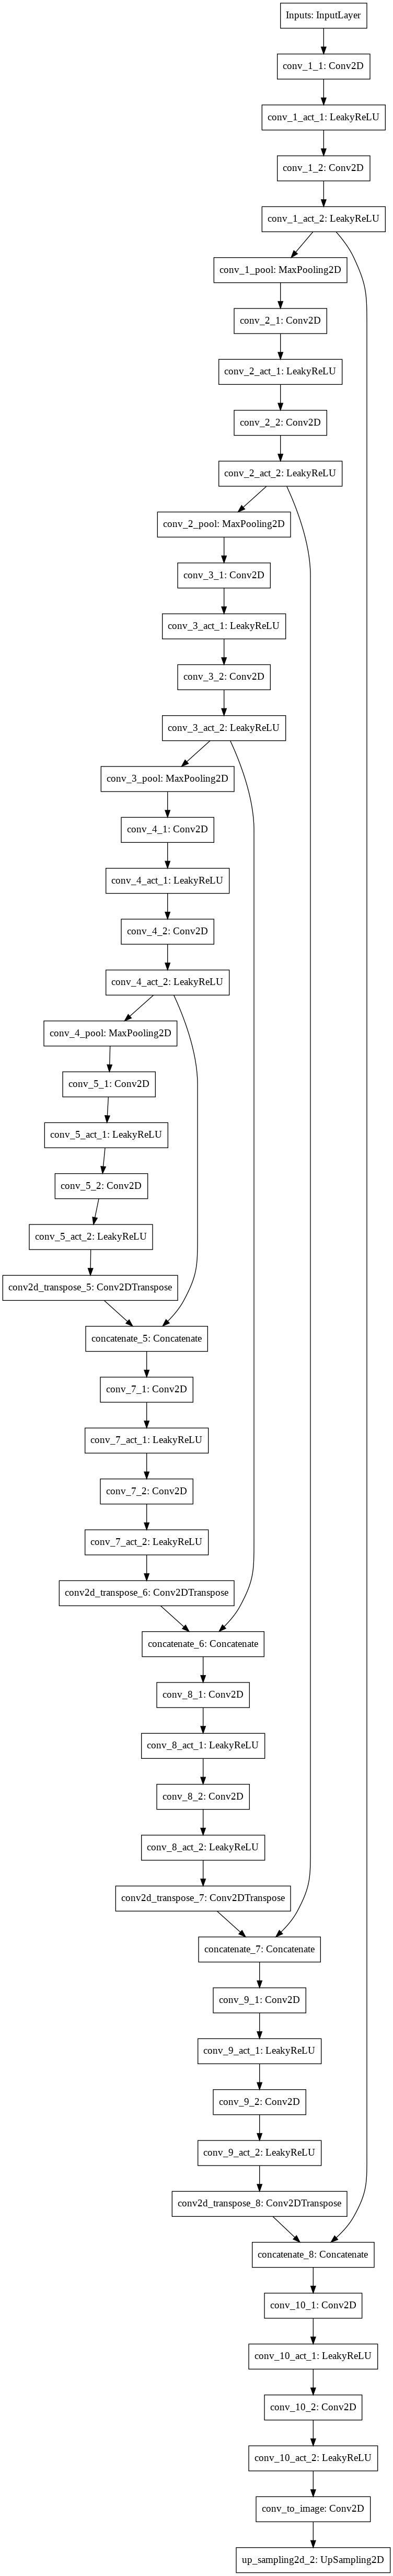 Inputs: InputLayer
conv_1_1: Conv2D
conv_1_act_1: LeakyReLU
conv_1_2: Conv2D
conv_1_act_2: LeakyReLU
conv_1_pool: MaxPooling2D
conv_2_1: Conv2D
conv_2_act_1: LeakyReLU
conv_2_2: Conv2D
conv_2_act_2: LeakyReLU
conv_2_pool: MaxPooling2D
conv_3_1: Conv2D
conv_3_act_1: LeakyReLU
conv_3_2: Conv2D
conv_3_act_2: LeakyReLU
conv_3_pool: MaxPooling2D
conv_4_1: Conv2D
conv_4_act_1: LeakyReLU
conv_4_2: Conv2D
conv_4_act_2: LeakyReLU
conv_4_pool: MaxPooling2D
conv_5_1: Conv2D
conv_5_act_1: LeakyReLU
conv_5_2: Conv2D
conv_5_act_2: LeakyReLU
conv2d_transpose_5: Conv2DTranspose
concatenate_5: Concatenate
conv_7_1: Conv2D
conv_7_act_1: LeakyReLU
conv_7_2: Conv2D
conv_7_act_2: LeakyReLU
conv2d_transpose_6: Conv2DTranspose
concatenate_6: Concatenate
conv_8_1: Conv2D
conv_8_act_1: LeakyReLU
conv_8_2: Conv2D
conv_8_act_2: LeakyReLU
conv2d_transpose_7: Conv2DTranspose
concatenate_7: Concatenate
conv_9_1: Conv2D
conv_9_act_1: LeakyReLU
conv_9_2: Conv2D
conv_9_act_2: LeakyReLU
conv2d_transpose_8: Conv2DTranspose
concatenate_8: Concatenate
conv_10_1: Conv2D
conv_10_act_1: LeakyReLU
conv_10_2: Conv2D
conv_10_act_2: LeakyReLU
conv_to_image: Conv2D
up_sampling2d_2: UpSampling2D